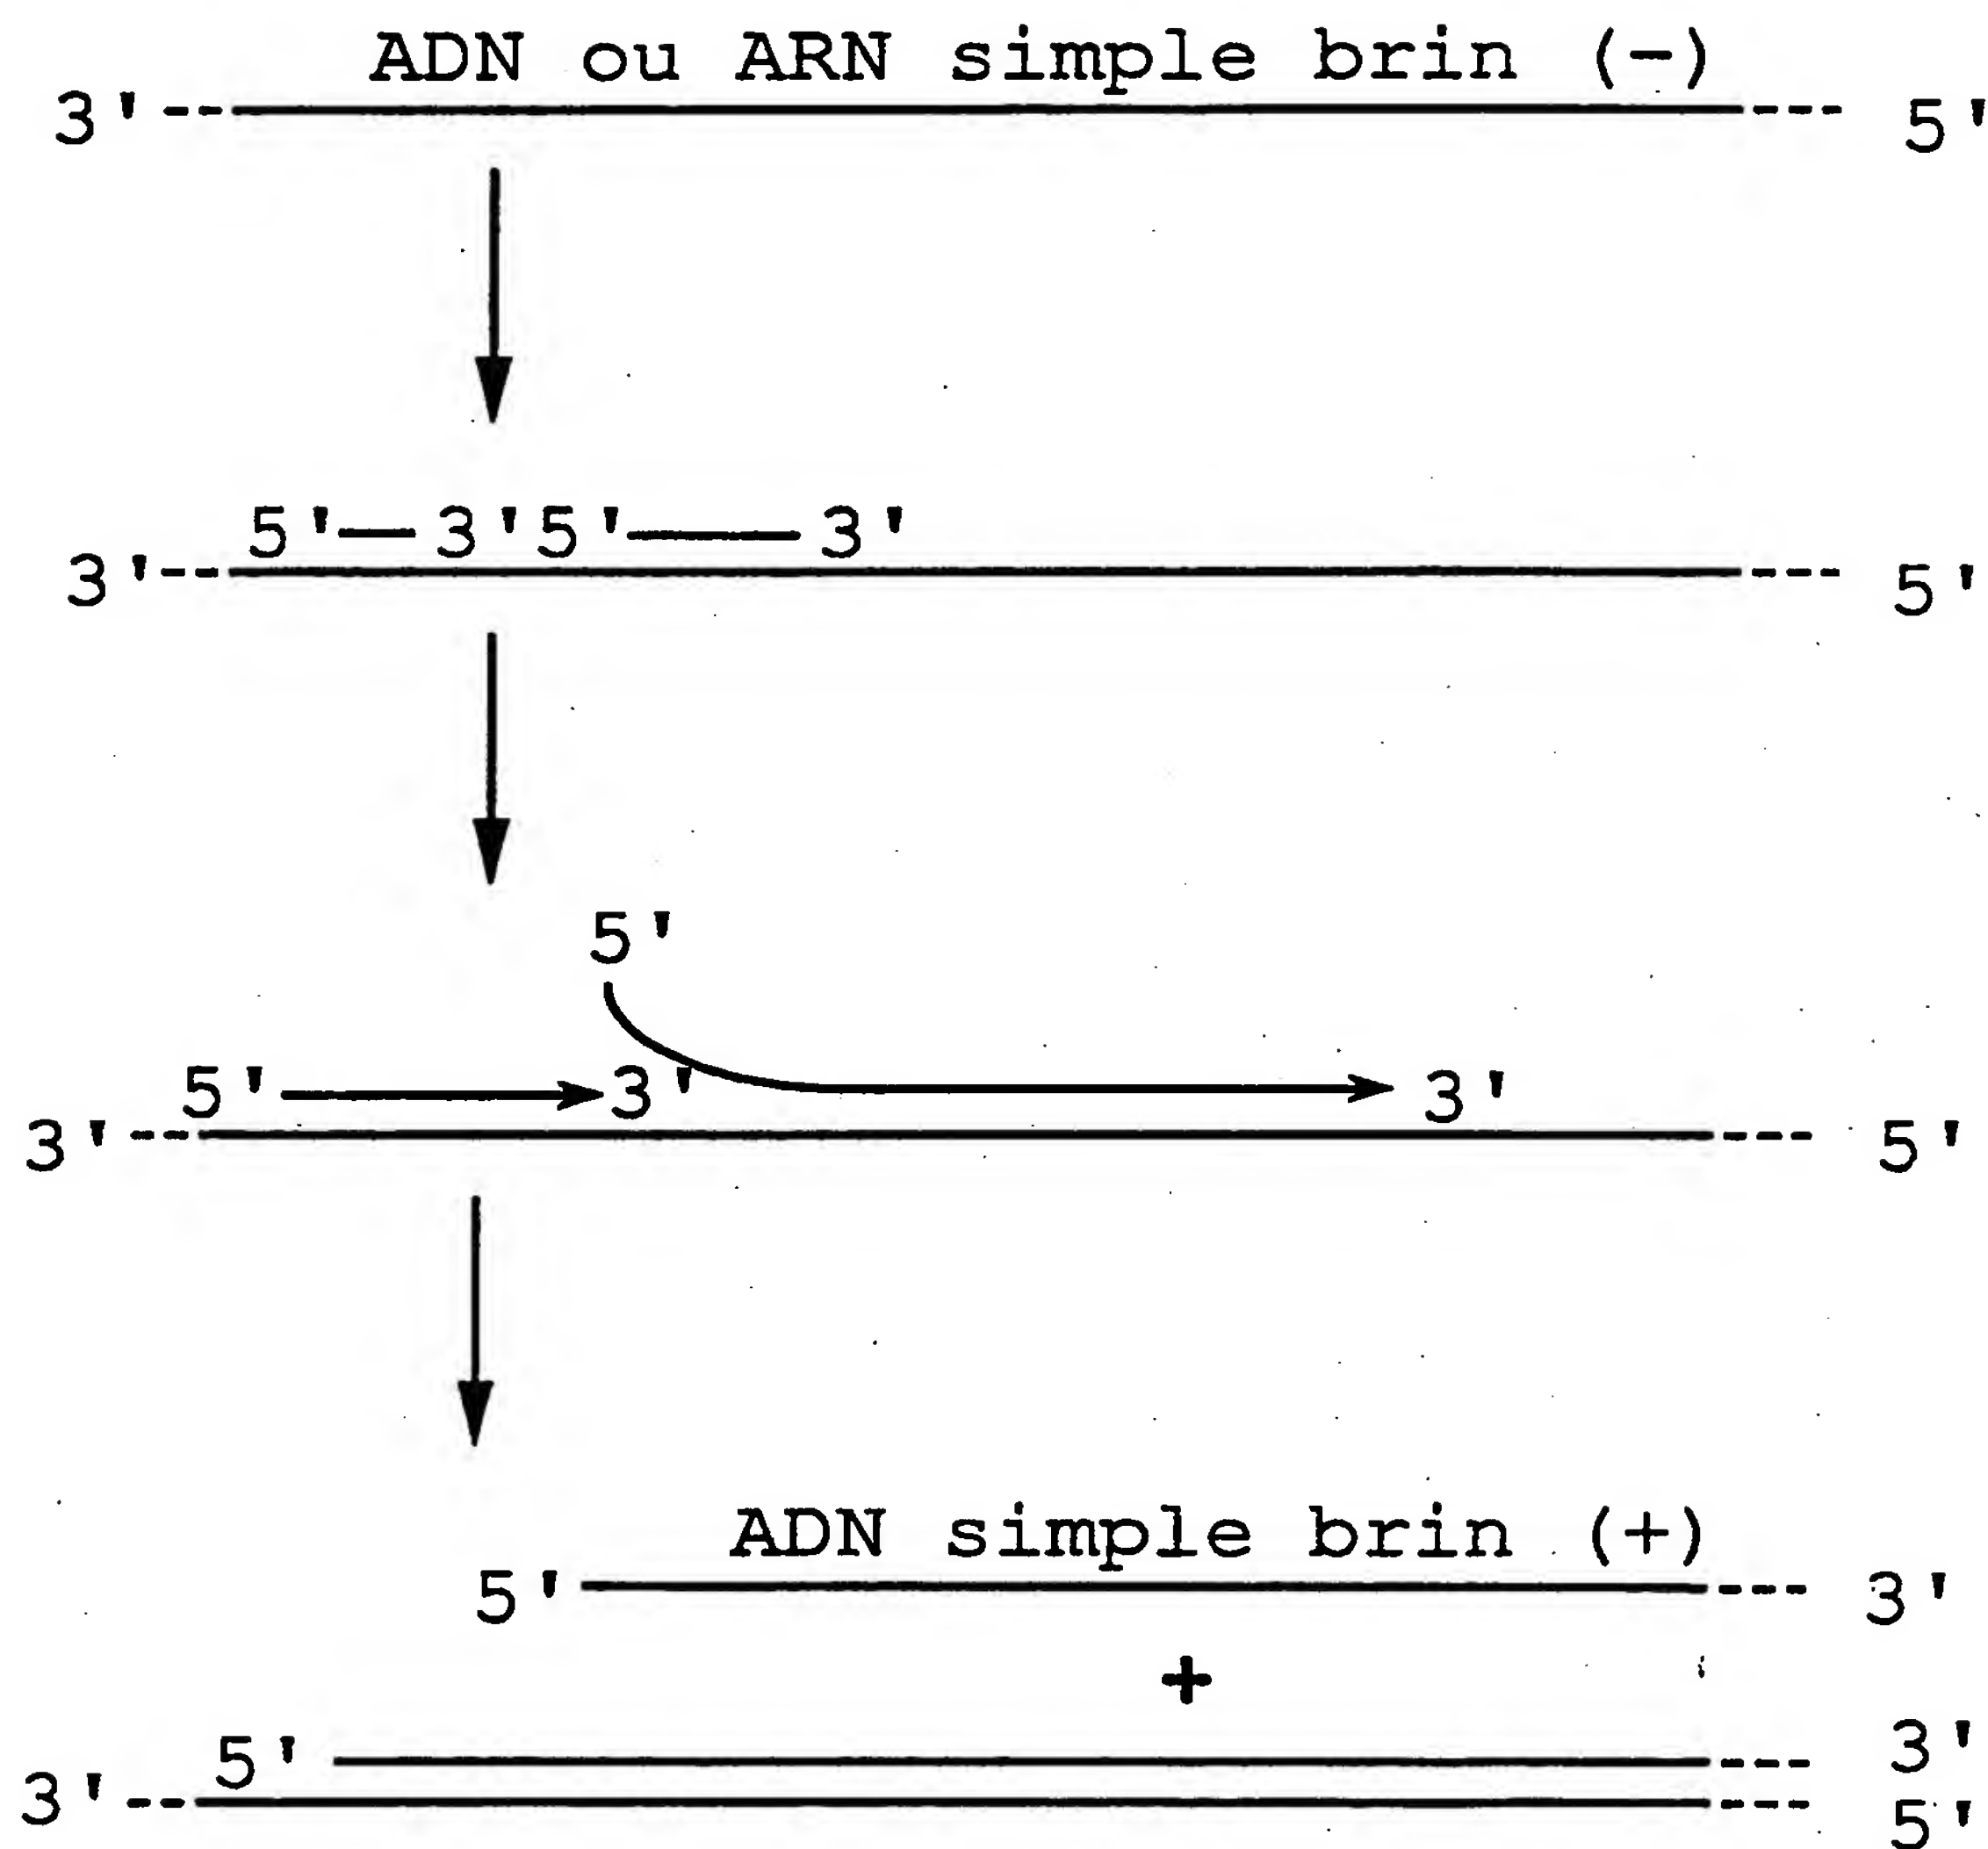 ADN ou ARN simple brin (-)
3' 5'
5' 3' 5' 3'
3' 5'
5'
5' 3' 3'
3' 5'
ADN simple brin (+)
5' 3'
+
5' 3'
3' 5'